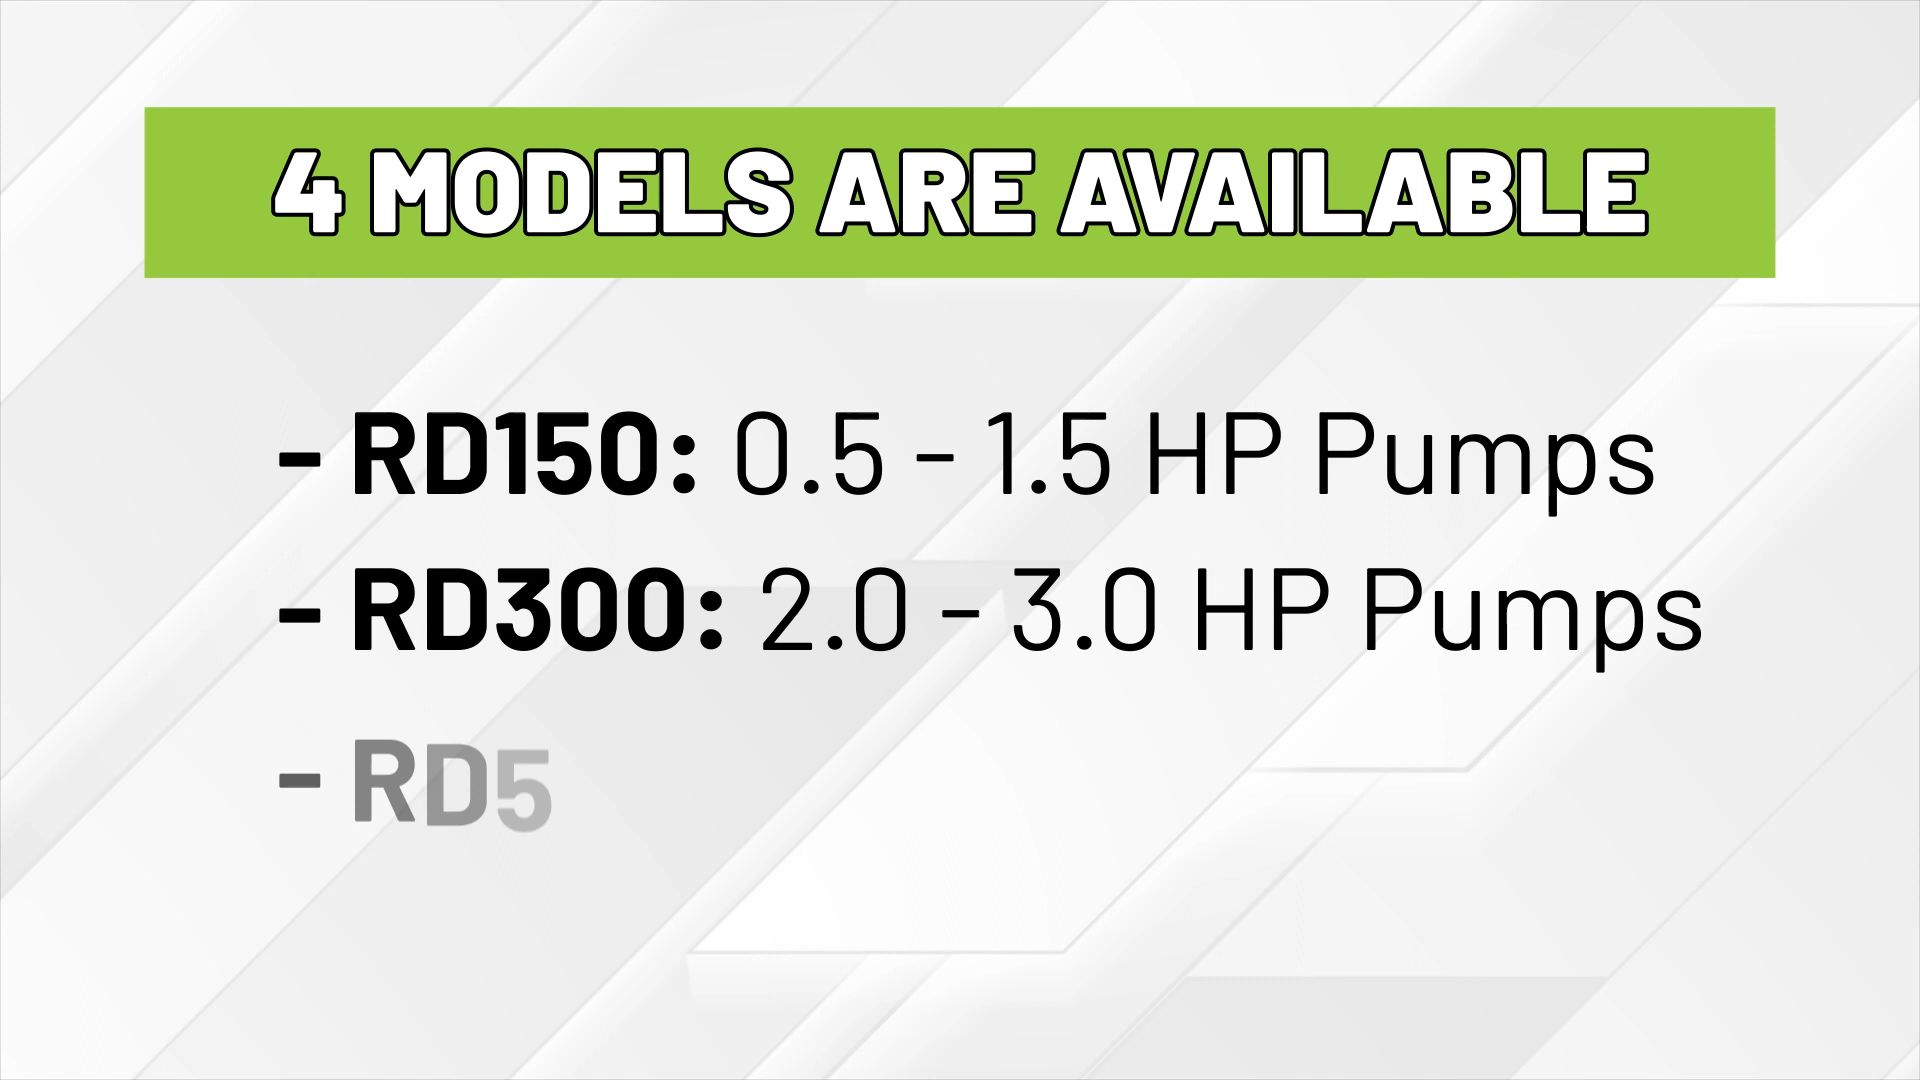 4 MODELS ARE AVAILABLE
- RD150: 0.5 - 1.5 HP Pumps
- RD300: 2.0 - 3.0 HP Pumps
- RD5